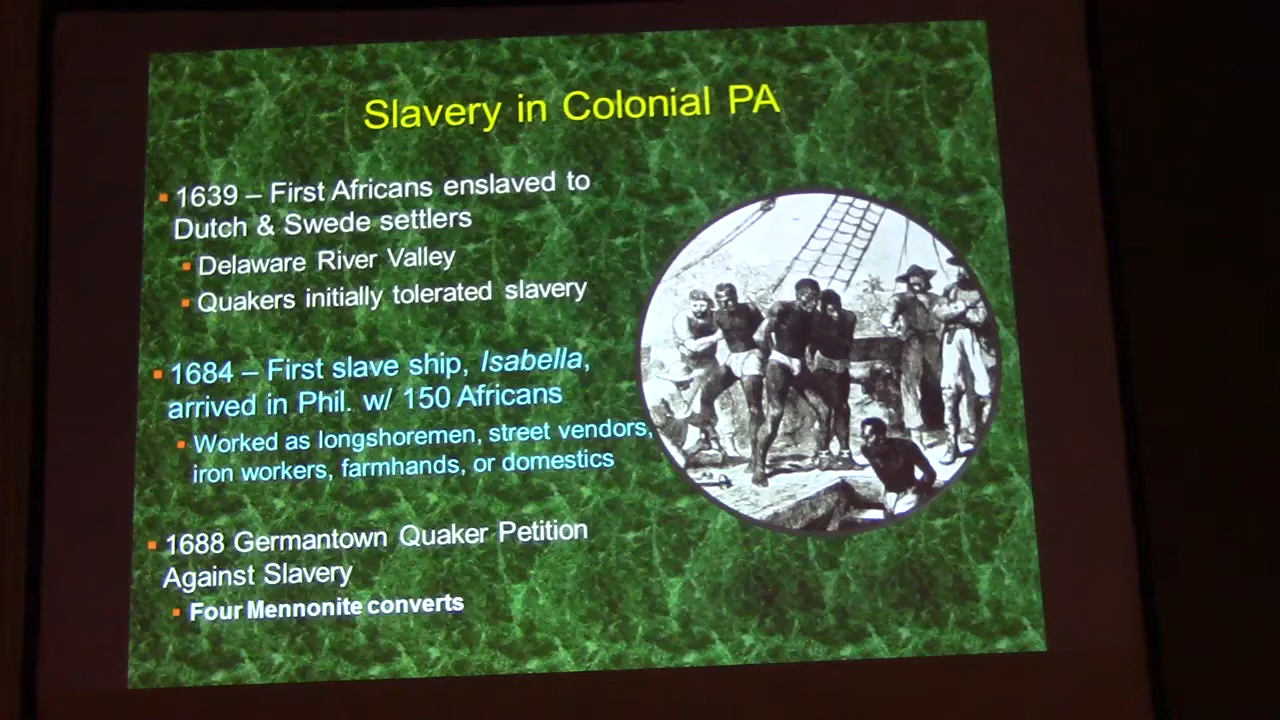 Slavery in Colonial PA
1639 – First Africans enslaved to
Dutch & Swede settlers
Delaware River Valley
Quakers initially tolerated slavery
1684 – First slave ship, Isabella,
arrived in Phil. w/ 150 Africans
Worked as longshoremen, street vendors,
iron workers, farmhands, or domestics
1688 Germantown Quaker Petition
Against Slavery
Four Mennonite converts